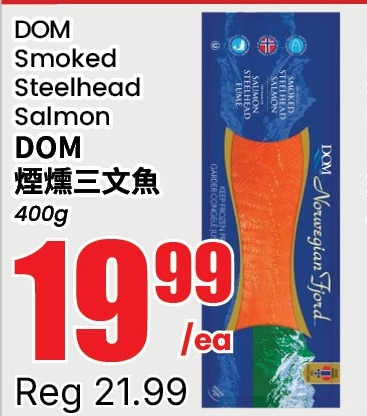 DOM
Smoked
Steelhead
Salmon
DOM
煙燻三文魚
400g
19.99
/ea
Reg 21.99
SMOKED
STEELHEAD
SALMON
SAUMON
STEELHEAD
FUMÉ
DOM
Norwegian Fjord
KEEP FROZEN